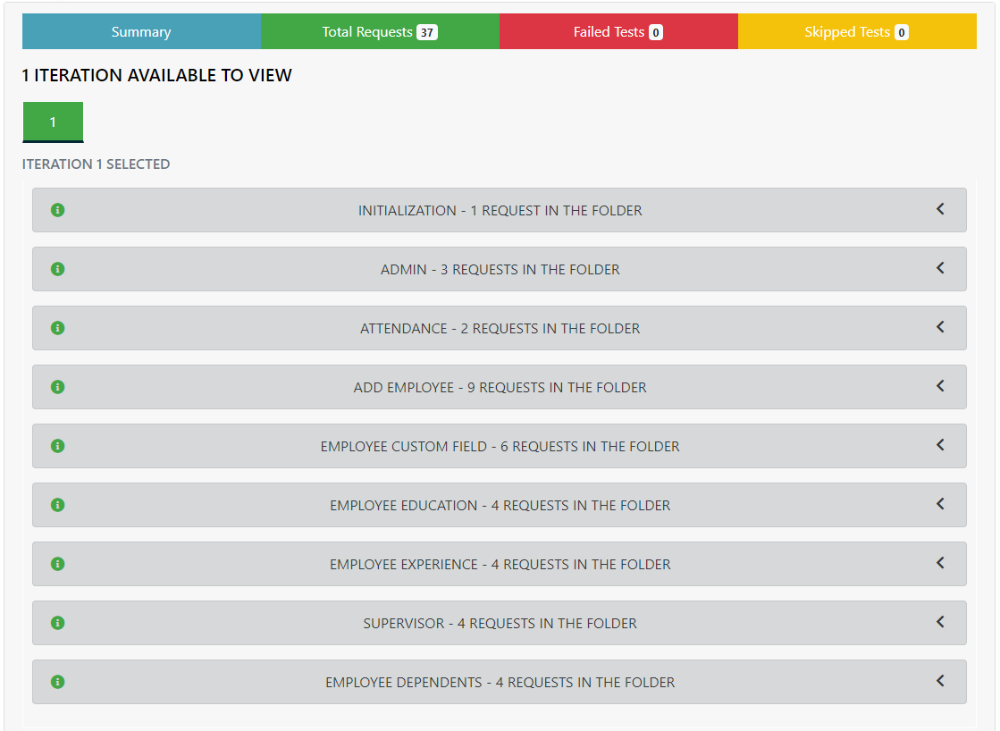 Summary Total Requests 37 Failed Tests 0 Skipped Tests 0
1 ITERATION AVAILABLE TO VIEW
1
ITERATION 1 SELECTED
INITIALIZATION - 1 REQUEST IN THE FOLDER
ADMIN - 3 REQUESTS IN THE FOLDER
ATTENDANCE - 2 REQUESTS IN THE FOLDER
ADD EMPLOYEE - 9 REQUESTS IN THE FOLDER
EMPLOYEE CUSTOM FIELD - 6 REQUESTS IN THE FOLDER
EMPLOYEE EDUCATION - 4 REQUESTS IN THE FOLDER
EMPLOYEE EXPERIENCE - 4 REQUESTS IN THE FOLDER
SUPERVISOR - 4 REQUESTS IN THE FOLDER
EMPLOYEE DEPENDENTS - 4 REQUESTS IN THE FOLDER